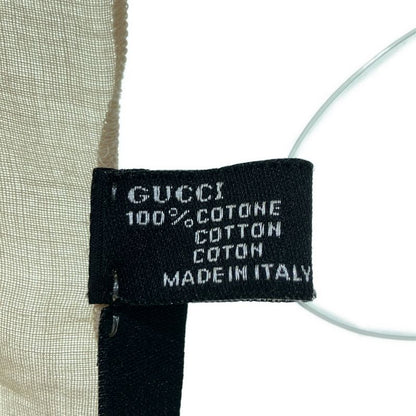 GUCCI
100% COTONE
COTTON
COTON
MADE IN ITALY